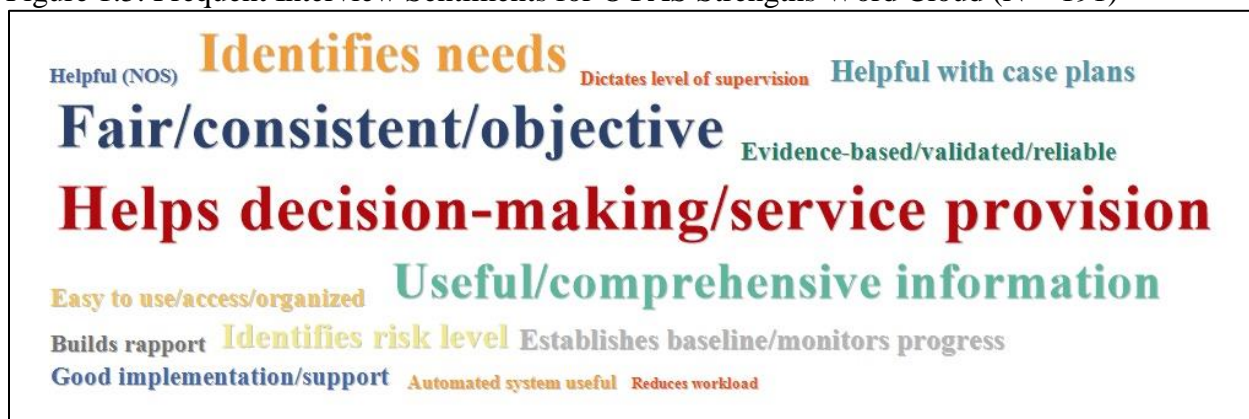 Helpful (NOS) Identifies needs Dictates level of supervision Helpful with case plans
Fair/consistent/objective Evidence-based/validated/reliable
Helps decision-making/service provision
Easy to use/access/organized Useful/comprehensive information
Builds rapport Identifies risk level Establishes baseline/monitors progress
Good implementation/support Automated system useful Reduces workload